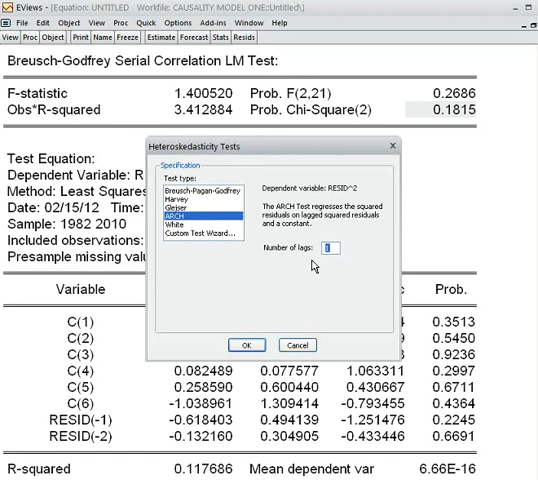 EViews - [Equation: UNTITLED   Workfile: CAUSALITY MODEL ONE::Untitled\]
File Edit Object View Proc Quick Options Add-ins Window Help
View Proc Object Print Name Freeze Estimate Forecast Stats Resids
Breusch-Godfrey Serial Correlation LM Test:
F-statistic 1.400520 Prob. F(2,21) 0.2686
Obs*R-squared 3.412884 Prob. Chi-Square(2) 0.1815
Heteroskedasticity Tests
Specification
Test type:
Breusch-Pagan-Godfrey
Harvey
Glejser
ARCH
White
Custom Test Wizard...
Dependent variable: RESID^2
The ARCH Test regresses the squared
residuals on lagged squared residuals
and a constant.
Number of lags: 1
OK Cancel
Test Equation:
Dependent Variable: R
Method: Least Squares
Date: 02/15/12 Time:
Sample: 1982 2010
Included observations:
Presample missing valu
Variable c Prob.
C(1) 4 0.3513
C(2) 9 0.5450
C(3) 0.9236
C(4) 0.082489 0.077577 1.063311 0.2997
C(5) 0.258590 0.600440 0.430667 0.6711
C(6) -1.038961 1.309414 -0.793455 0.4364
RESID(-1) -0.618403 0.494139 -1.251476 0.2245
RESID(-2) -0.132160 0.304905 -0.433446 0.6691
R-squared 0.117686 Mean dependent var 6.66E-16